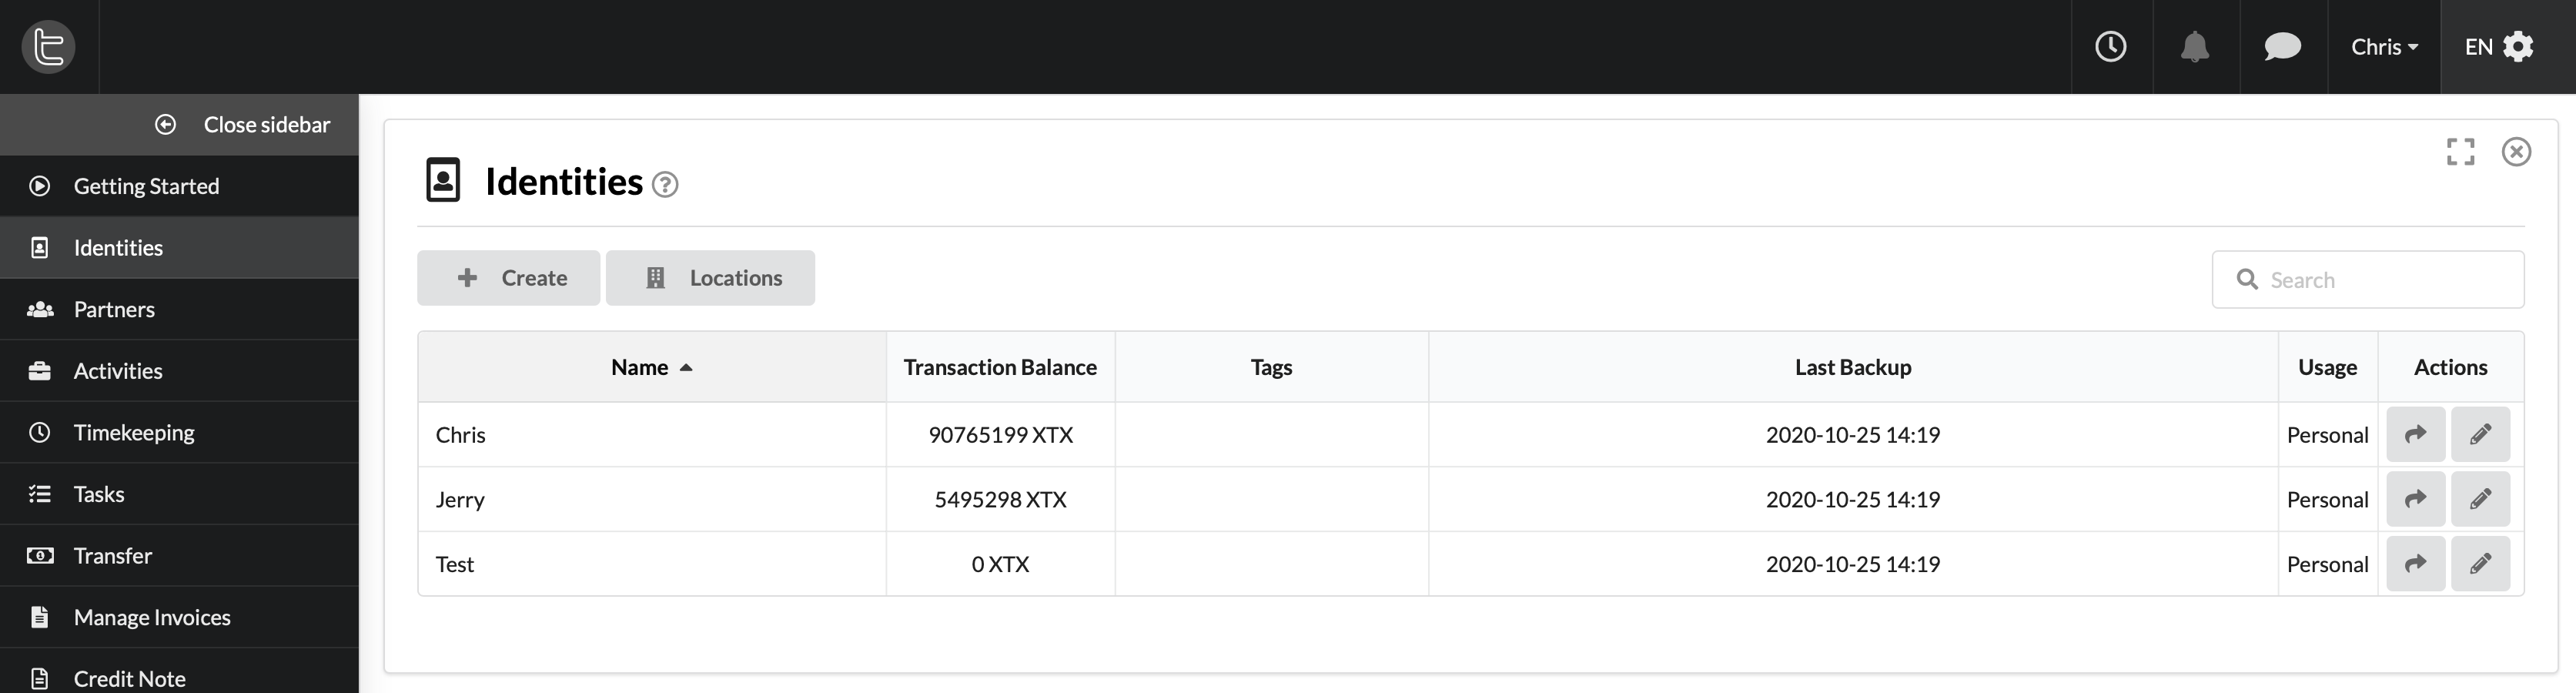 Chris EN
Close sidebar
Getting Started
Identities
Partners
Activities
Timekeeping
Tasks
Transfer
Manage Invoices
Credit Note
Identities
Create Locations
Search
Name Transaction Balance Tags Last Backup Usage Actions
Chris 90765199 XTX 2020-10-25 14:19 Personal
Jerry 5495298 XTX 2020-10-25 14:19 Personal
Test 0 XTX 2020-10-25 14:19 Personal